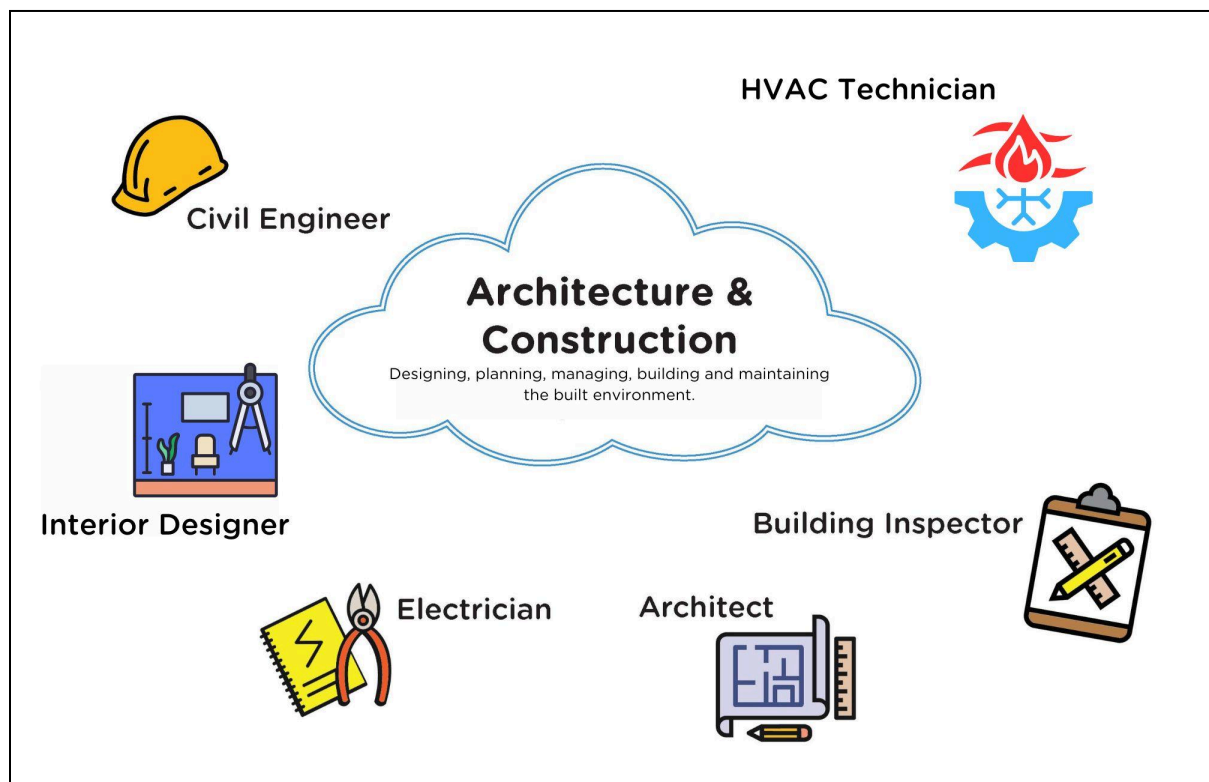 HVAC Technician
Civil Engineer
Architecture &
Construction
Designing, planning, managing, building and maintaining
the built environment.
Interior Designer
Building Inspector
Electrician
Architect